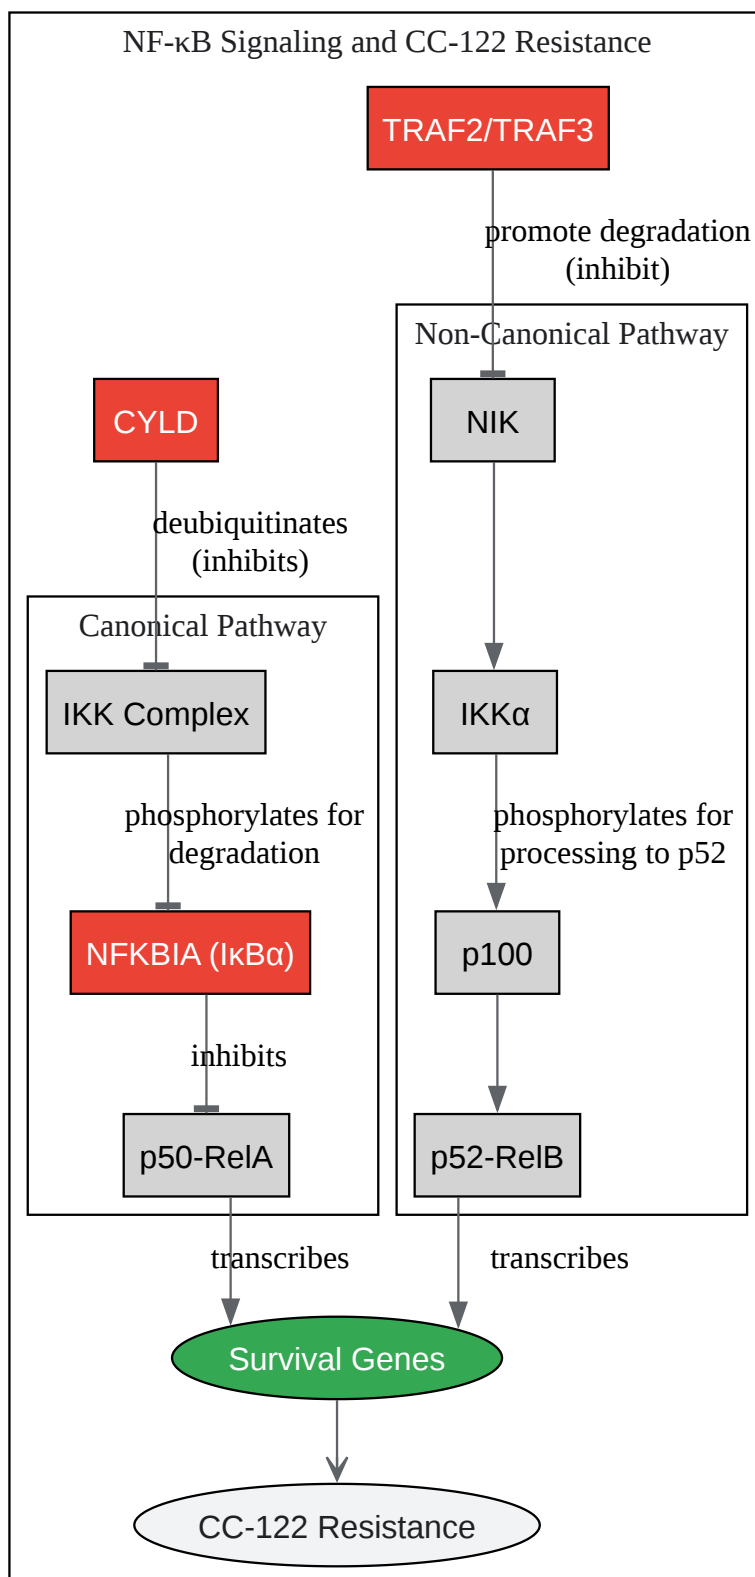 NF-κB Signaling and CC-122 Resistance
TRAF2/TRAF3
promote degradation
(inhibit)
Non-Canonical Pathway
CYLD
NIK
deubiquitinates
(inhibits)
Canonical Pathway
IKK Complex
IKKα
phosphorylates for
degradation
phosphorylates for
processing to p52
NFKBIA (IκBα)
p100
inhibits
p50-RelA
p52-RelB
transcribes
transcribes
Survival Genes
CC-122 Resistance